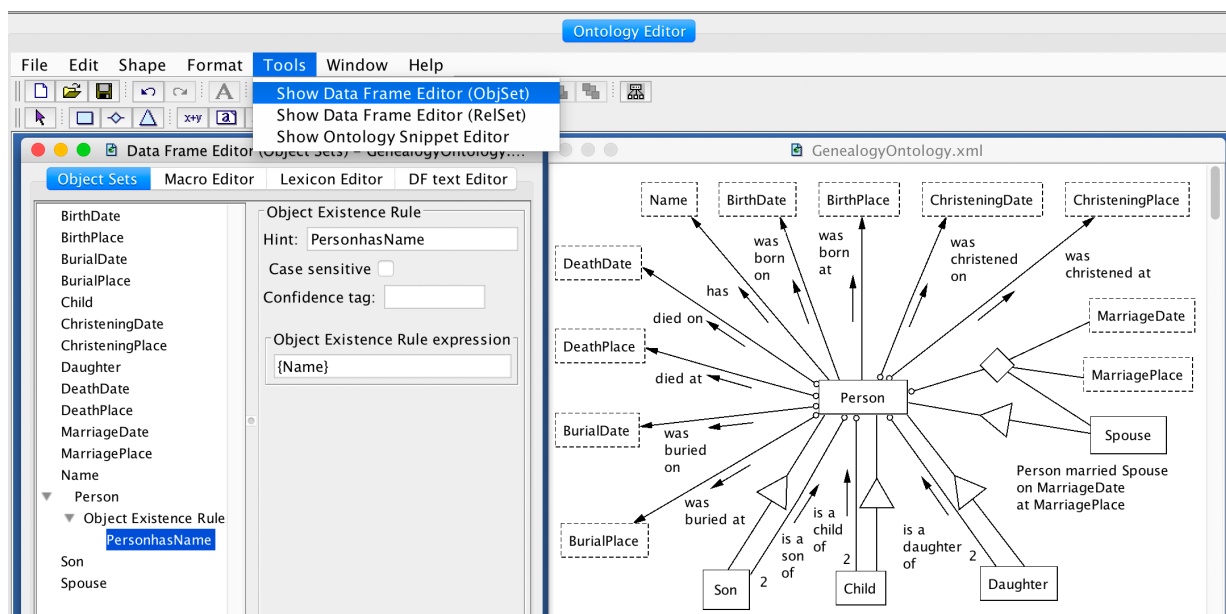 Ontology Editor
File Edit Shape Format Tools Window Help
A
Show Data Frame Editor (ObjSet)
x+y a
Show Data Frame Editor (RelSet)
Show Ontology Snippet Editor
Data Frame Editor (Object Sets) – GenealogyOntology....
Object Sets Macro Editor Lexicon Editor DF text Editor
BirthDate
BirthPlace
BurialDate
BurialPlace
Child
ChristeningDate
ChristeningPlace
Daughter
DeathDate
DeathPlace
MarriageDate
MarriagePlace
Name
Person
Object Existence Rule
PersonhasName
Son
Spouse
Object Existence Rule
Hint: PersonhasName
Case sensitive
Confidence tag:
Object Existence Rule expression
{Name}
GenealogyOntology.xml
Name BirthDate BirthPlace ChristeningDate ChristeningPlace
was
born
on
was
born
at
was
christened
on
was
christened at
DeathDate
has
died on
DeathPlace
died at
MarriageDate
MarriagePlace
Person
BurialDate
was
buried
on
Spouse
Person married Spouse
on MarriageDate
at MarriagePlace
was
buried at
BurialPlace
is a
son
of
is a
child
of
is a
daughter
of
2
2
2
Son
Child
Daughter